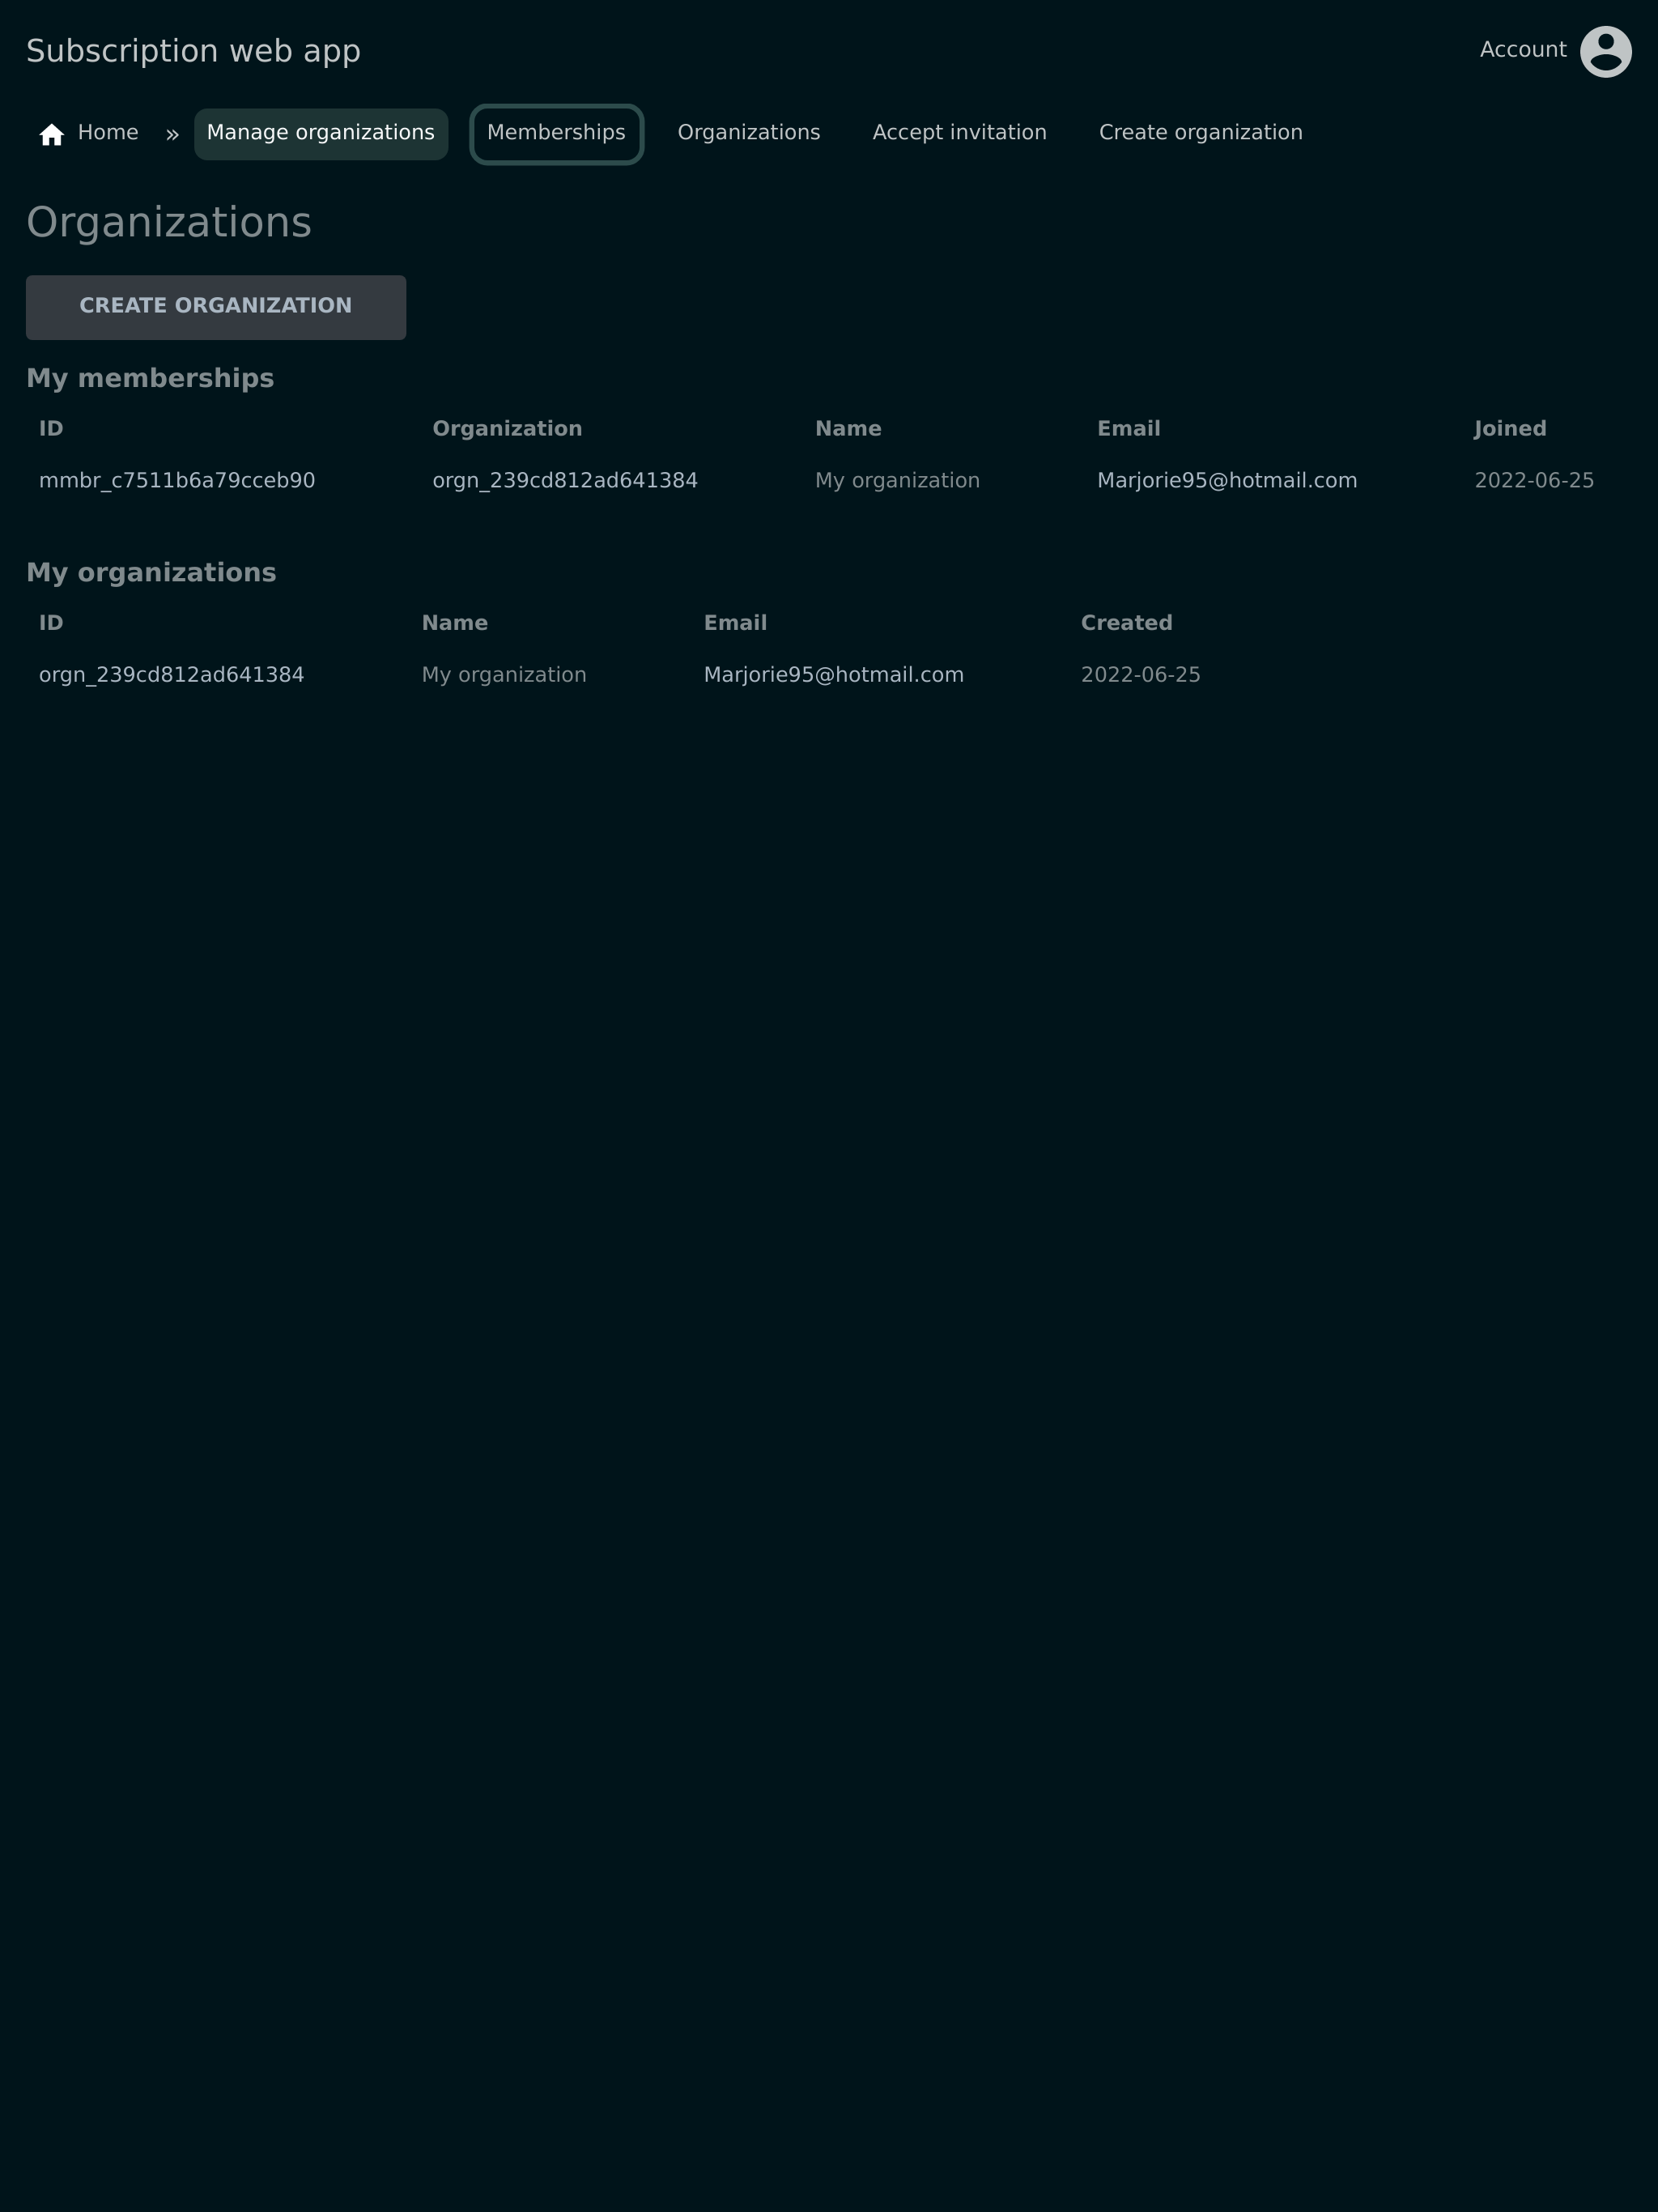 Subscription web app
Account
Home » Manage organizations Memberships Organizations Accept invitation Create organization
Organizations
CREATE ORGANIZATION
My memberships
ID Organization Name Email Joined
mmbr_c7511b6a79cceb90 orgn_239cd812ad641384 My organization Marjorie95@hotmail.com 2022-06-25
My organizations
ID Name Email Created
orgn_239cd812ad641384 My organization Marjorie95@hotmail.com 2022-06-25